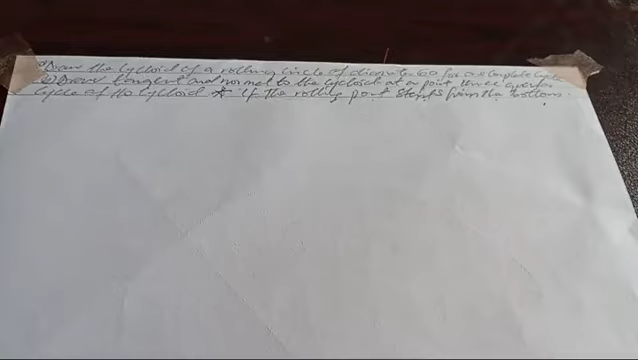 a) Draw the Cycloid of a rolling circle of diameter 60 for a complete cycle
b) Draw tangent and normal to the cycloid at a point three quarter
Cycle of the Cycloid if the rolling point starts from the bottom.